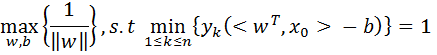 max_{w,b} {1/‖w‖}, s.t min_{1≤k≤n} {y_k(< w^T, x_0 > − b)} = 1